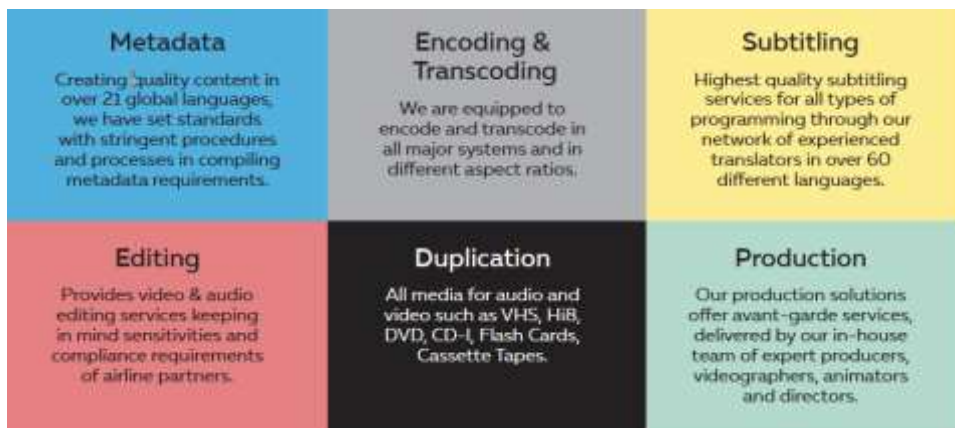 Metadata
Creating quality content in
over 21 global languages,
we have set standards
with stringent procedures
and processes in compiling
metadata requirements.
Encoding &
Transcoding
We are equipped to
encode and transcode in
all major systems and in
different aspect ratios.
Subtitling
Highest quality subtitling
services for all types of
programming through our
network of experienced
translators in over 60
different languages.
Editing
Provides video & audio
editing services keeping
in mind sensitivities and
compliance requirements
of airline partners.
Duplication
All media for audio and
video such as VHS, Hi8,
DVD, CD-I, Flash Cards,
Cassette Tapes.
Production
Our production solutions
offer avant-garde services,
delivered by our in-house
team of expert producers,
videographers, animators
and directors.